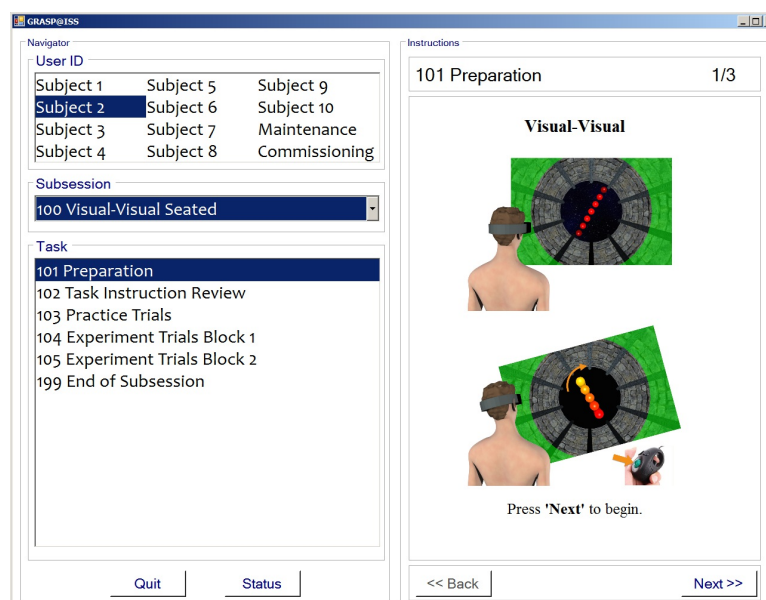 GRASP@ISS
Navigator
User ID
Subject 1 Subject 5 Subject 9
Subject 2 Subject 6 Subject 10
Subject 3 Subject 7 Maintenance
Subject 4 Subject 8 Commissioning
Subsession
100 Visual-Visual Seated
Task
101 Preparation
102 Task Instruction Review
103 Practice Trials
104 Experiment Trials Block 1
105 Experiment Trials Block 2
199 End of Subsession
Quit Status
Instructions
101 Preparation 1/3
Visual-Visual
Press 'Next' to begin.
<< Back Next >>